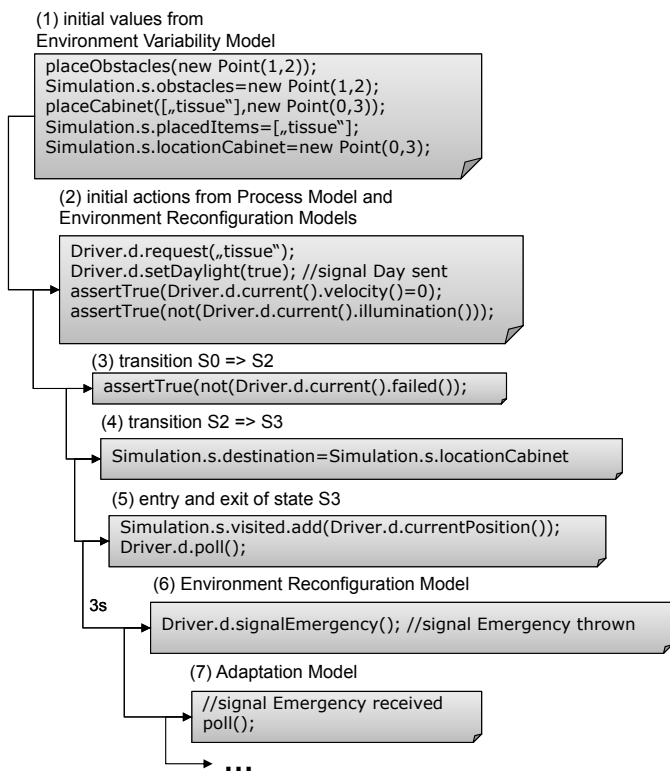 (1) initial values from
Environment Variability Model
placeObstacles(new Point(1,2));
Simulation.s.obstacles=new Point(1,2);
placeCabinet([„tissue“],new Point(0,3));
Simulation.s.placedItems=[„tissue“];
Simulation.s.locationCabinet=new Point(0,3);
(2) initial actions from Process Model and
Environment Reconfiguration Models
Driver.d.request(„tissue“);
Driver.d.setDaylight(true); //signal Day sent
assertTrue(Driver.d.current().velocity()=0);
assertTrue(not(Driver.d.current().illumination()));
(3) transition S0 => S2
assertTrue(not(Driver.d.current().failed());
(4) transition S2 => S3
Simulation.s.destination=Simulation.s.locationCabinet
(5) entry and exit of state S3
Simulation.s.visited.add(Driver.d.currentPosition());
Driver.d.poll();
(6) Environment Reconfiguration Model
3s
Driver.d.signalEmergency(); //signal Emergency thrown
(7) Adaptation Model
//signal Emergency received
poll();
...